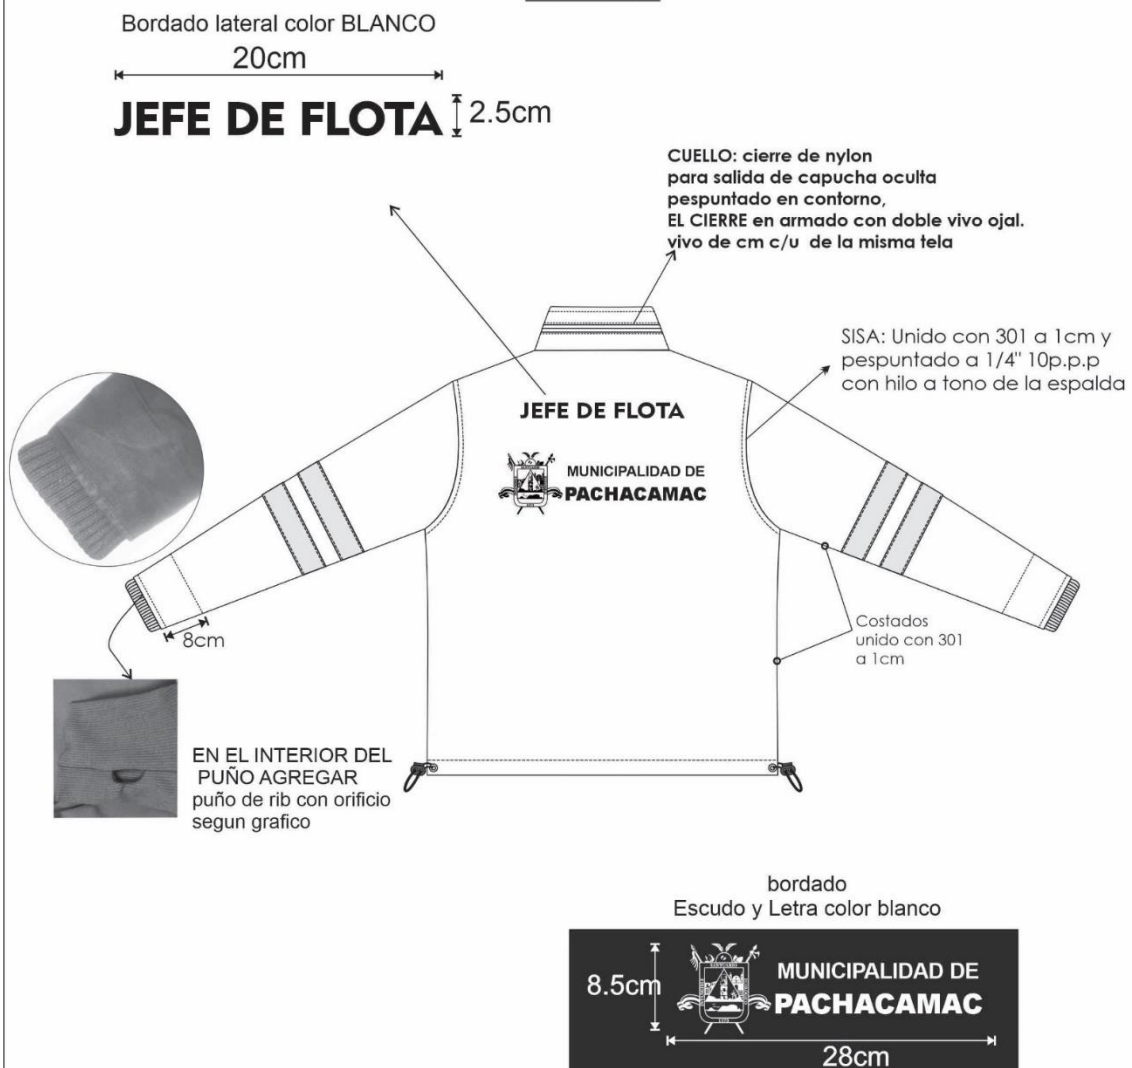 Bordado lateral color BLANCO
20cm
JEFE DE FLOTA
2.5cm
CUELLO: cierre de nylon
para salida de capucha oculta
pespuntado en contorno,
EL CIERRE en armado con doble vivo ojal.
vivo de cm c/u de la misma tela
SISA: Unido con 301 a 1cm y
pespuntado a 1/4" 10p.p.p
con hilo a tono de la espalda
JEFE DE FLOTA
MUNICIPALIDAD DE
PACHACAMAC
8cm
Costados
unido con 301
a 1cm
EN EL INTERIOR DEL
PUÑO AGREGAR
puño de rib con orificio
segun grafico
bordado
Escudo y Letra color blanco
8.5cm
MUNICIPALIDAD DE
PACHACAMAC
28cm